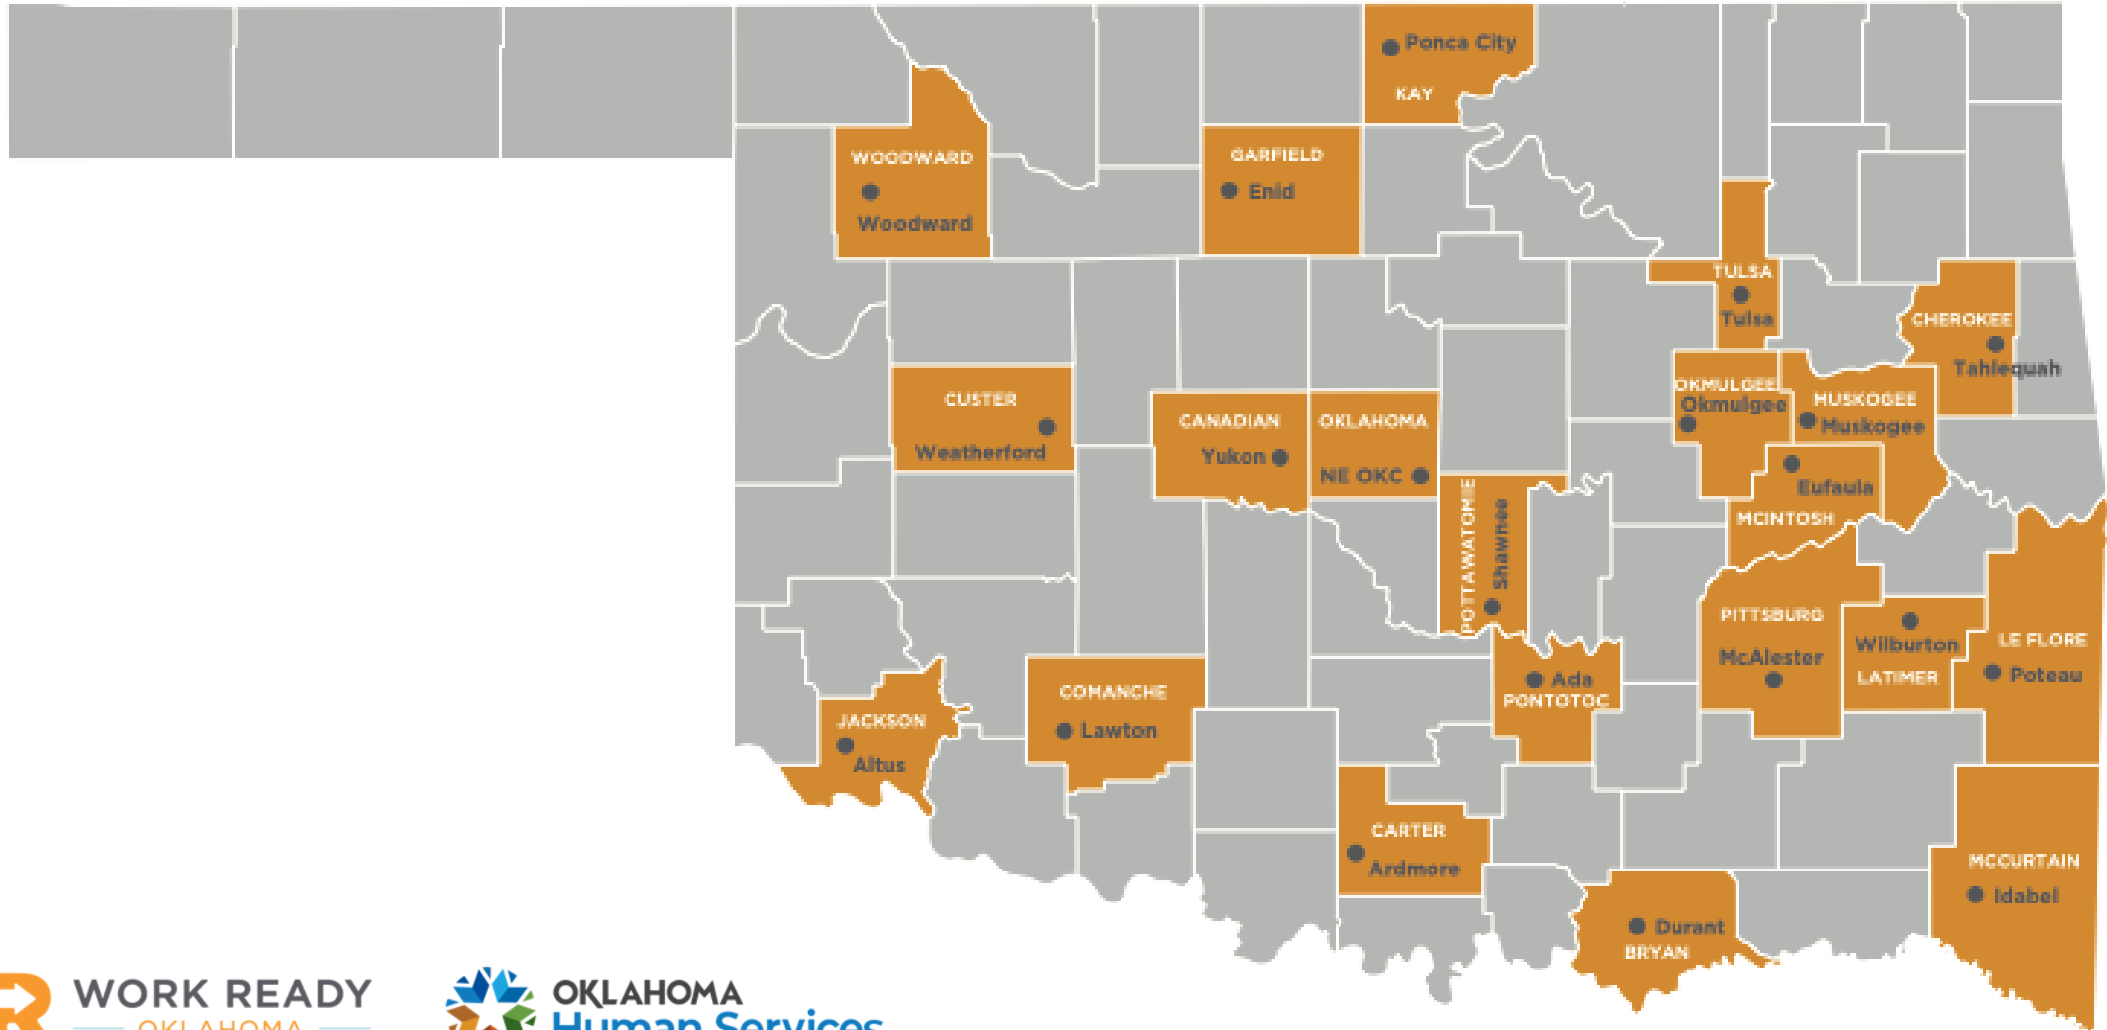 Ponca City
KAY
WOODWARD
Woodward
GARFIELD
Enid
TULSA
Tulsa
CHEROKEE
Tahlequah
CUSTER
Weatherford
CANADIAN
Yukon
OKLAHOMA
NE OKC
OKMULGEE
Okmulgee
MUSKOGEE
Muskogee
Eufaula
MCINTOSH
POTTAWATOMIE
Shawnee
PITTSBURG
McAlester
Wilburton
LATIMER
LE FLORE
Poteau
JACKSON
Altus
COMANCHE
Lawton
Ada
PONTOTOC
CARTER
Ardmore
MCCURTAIN
Idabel
Durant
BRYAN
WORK READY
OKLAHOMA
OKLAHOMA
Human Services